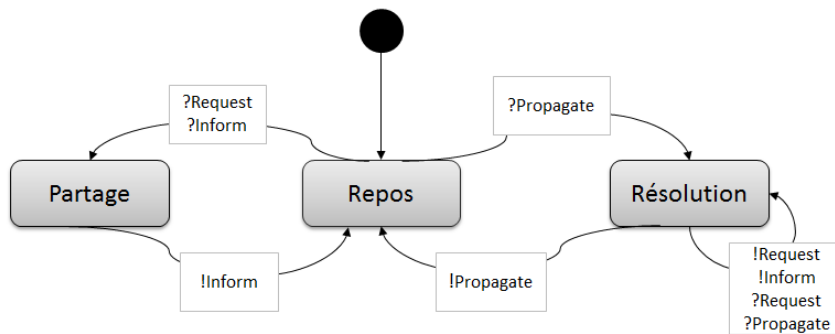 ?Request
?Inform
?Propagate
Partage
Repos
Résolution
!Inform
!Propagate
!Request
!Inform
?Request
?Propagate